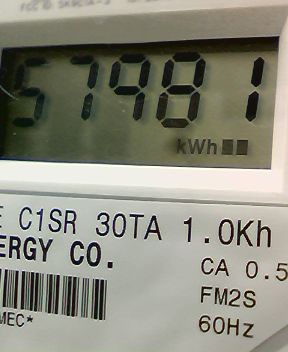 57981
kWh
E C1SR 30TA 1.0Kh
ERGY CO.
CA 0.5
FM2S
MEC*
60Hz